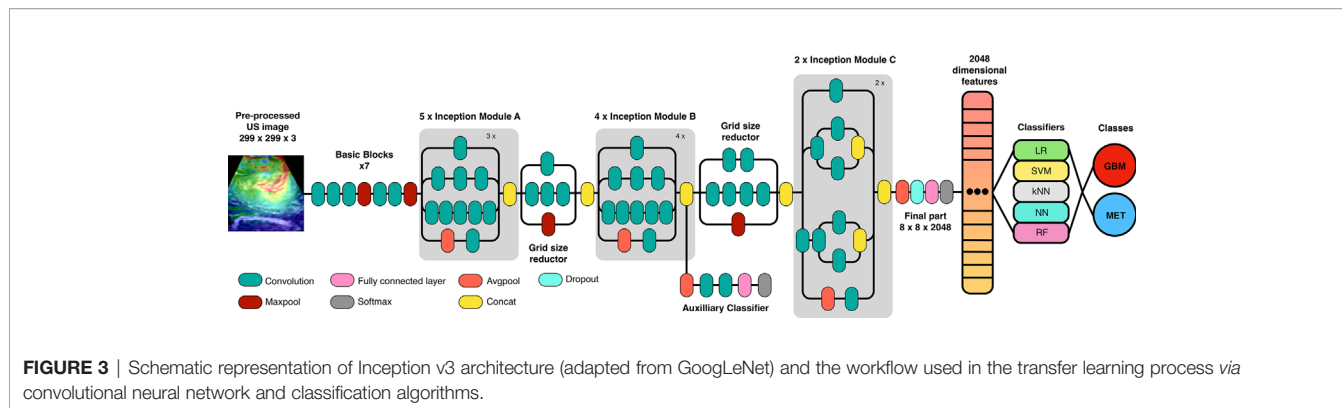 Pre-processed
US image
299 x 299 x 3
Basic Blocks
x7
5 x Inception Module A
3 x
Grid size
reductor
4 x Inception Module B
4 x
Grid size
reductor
2 x Inception Module C
2 x
Auxilliary Classifier
Final part
8 x 8 x 2048
2048
dimensional
features
Classifiers
LR
SVM
kNN
NN
RF
Classes
GBM
MET
Convolution
Fully connected layer
Avgpool
Dropout
Maxpool
Softmax
Concat
FIGURE 3 | Schematic representation of Inception v3 architecture (adapted from GoogLeNet) and the workflow used in the transfer learning process via
convolutional neural network and classification algorithms.